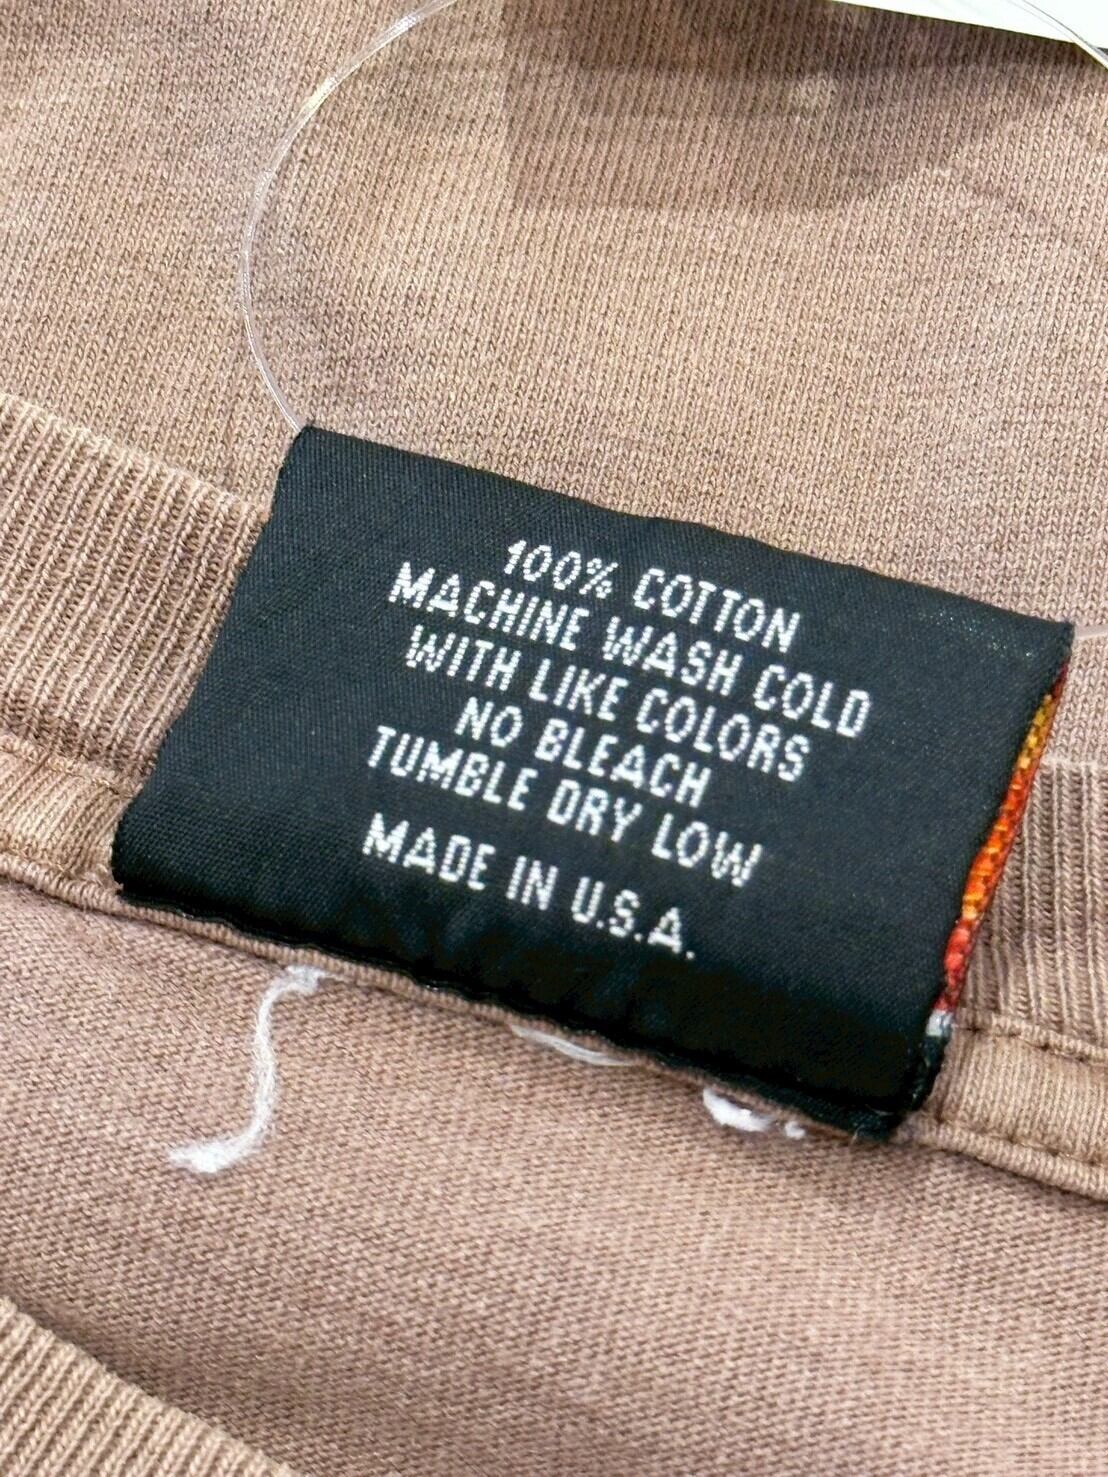 100% COTTON
MACHINE WASH COLD
WITH LIKE COLORS
NO BLEACH
TUMBLE DRY LOW
MADE IN U.S.A.